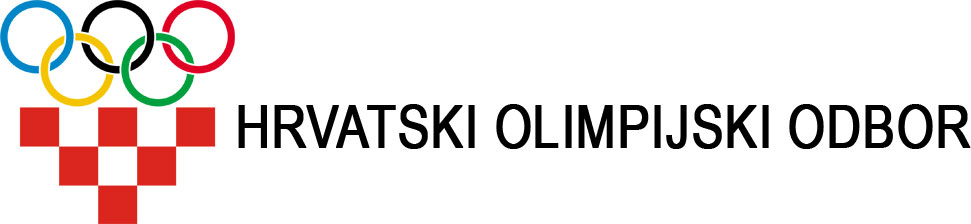 HRVATSKI OLIMPIJSKI ODBOR